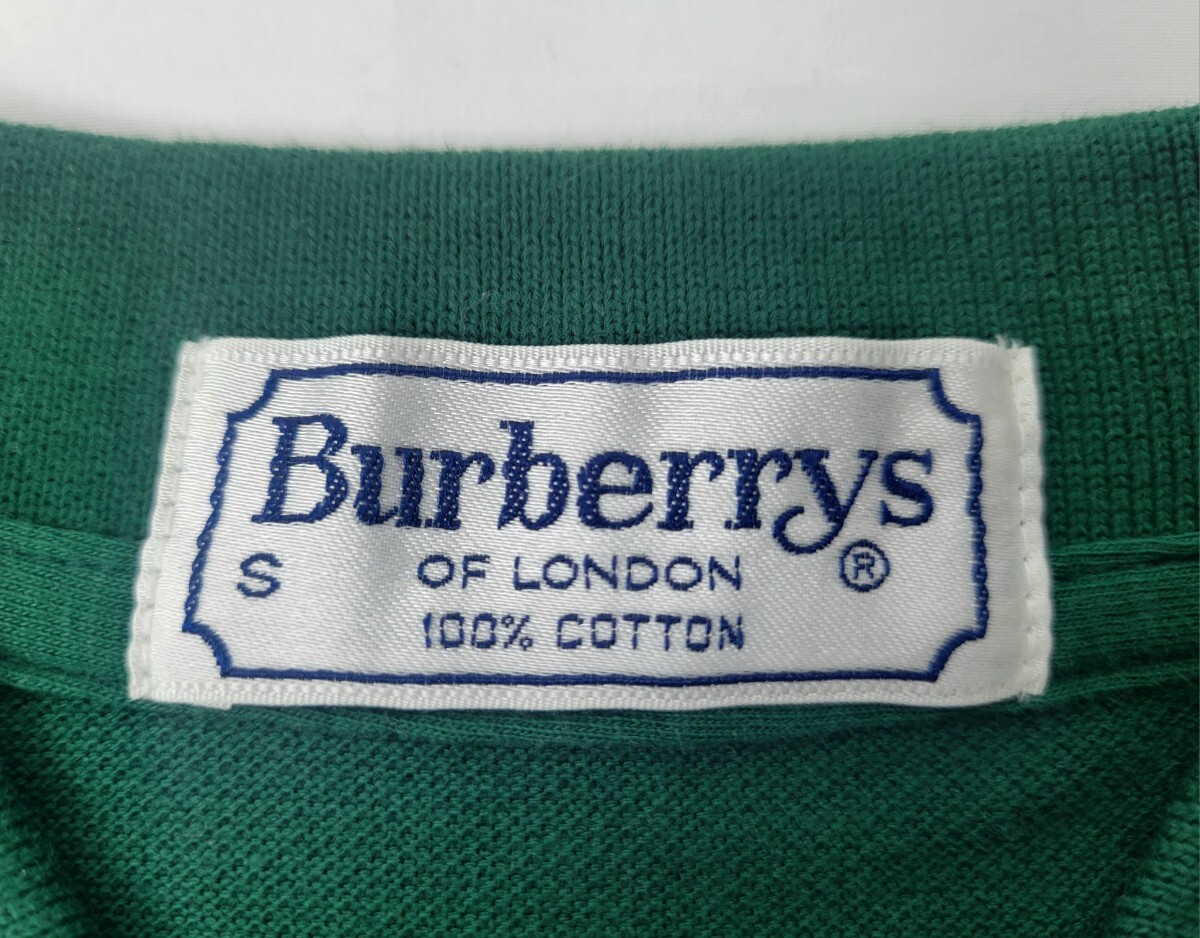 Burberrys
S OF LONDON ®
100% COTTON